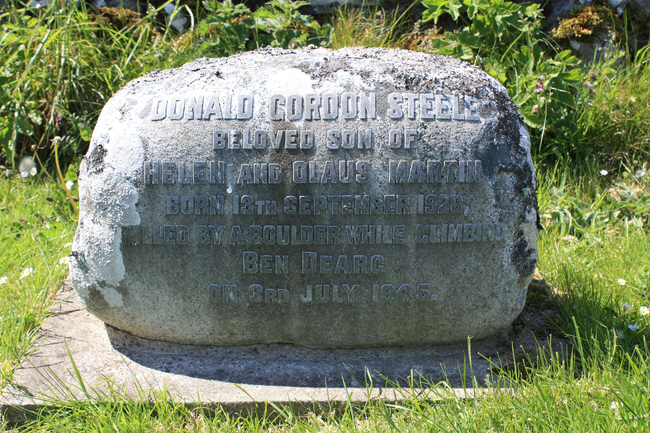 DONALD GORDON STEELE
BELOVED SON OF
HELEN AND OLAUS MARTIN
BORN 13TH SEPTEMBER 1920,
KILLED BY A BOULDER WHILE CLIMBING
BEN DEARG
ON 3RD JULY 1945.